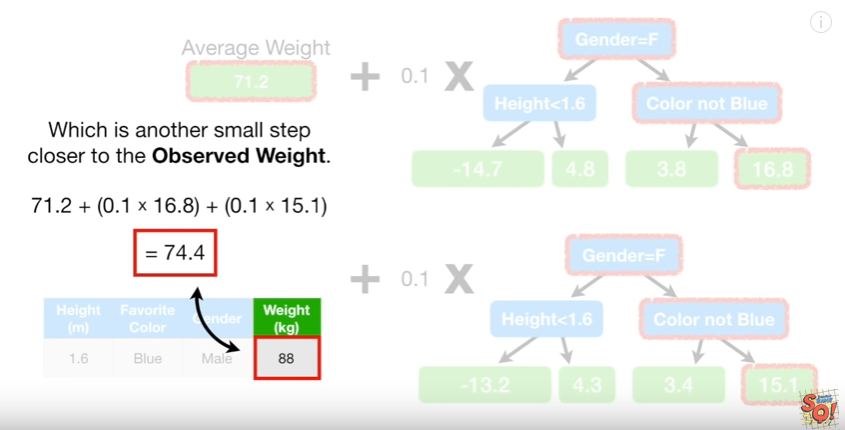 Average Weight
71.2
+ 0.1 X
Gender=F
Height<1.6
Color not Blue
-14.7
4.8
3.8
16.8
Which is another small step
closer to the Observed Weight.
71.2 + (0.1 × 16.8) + (0.1 × 15.1)
= 74.4
+ 0.1 X
Gender=F
Height<1.6
Color not Blue
-13.2
4.3
3.4
15.1
Height
(m)
Favorite
Color
Gender
Weight
(kg)
1.6
Blue
Male
88
i
SQ!